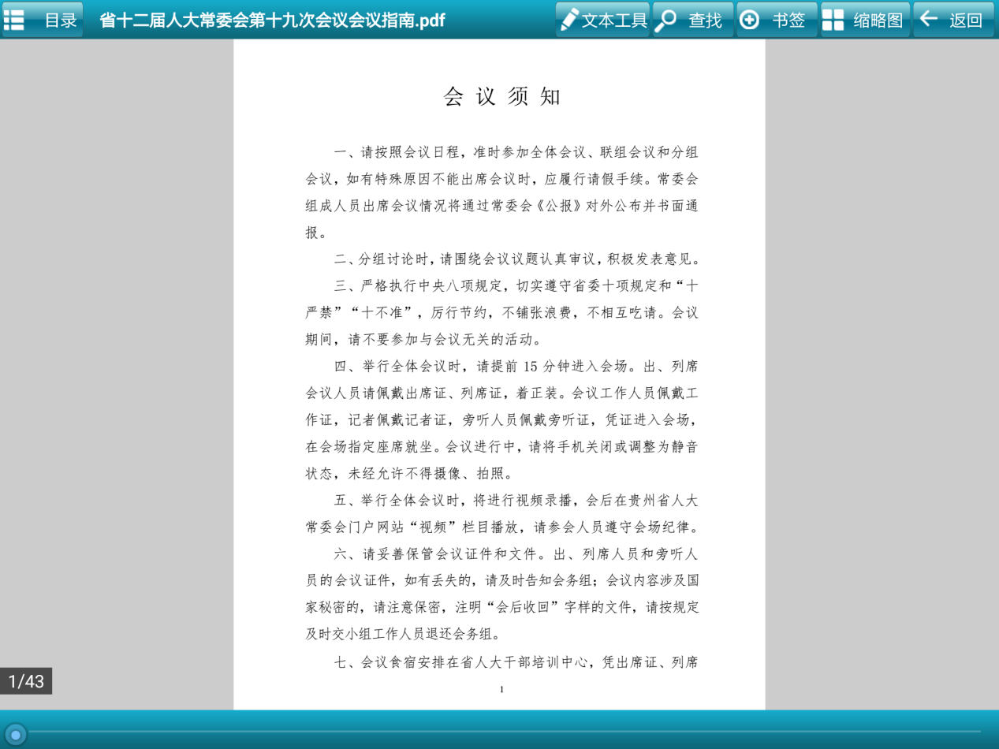 目录 省十二届人大常委会第十九次会议会议指南.pdf 文本工具 查找 书签 缩略图 返回
会议须知
一、请按照会议日程，准时参加全体会议、联组会议和分组
会议，如有特殊原因不能出席会议时，应履行请假手续。常委会
组成人员出席会议情况将通过常委会《公报》对外公布并书面通
报。
二、分组讨论时，请围绕会议议题认真审议，积极发表意见。
三、严格执行中央八项规定，切实遵守省委十项规定和“十
严禁”“十不准”，厉行节约，不铺张浪费，不相互吃请。会议
期间，请不要参加与会议无关的活动。
四、举行全体会议时，请提前 15 分钟进入会场。出、列席
会议人员请佩戴出席证、列席证，着正装。会议工作人员佩戴工
作证，记者佩戴记者证，旁听人员佩戴旁听证，凭证进入会场，
在会场指定座席就坐。会议进行中，请将手机关闭或调整为静音
状态，未经允许不得摄像、拍照。
五、举行全体会议时，将进行视频录播，会后在贵州省人大
常委会门户网站“视频”栏目播放，请参会人员遵守会场纪律。
六、请妥善保管会议证件和文件。出、列席人员和旁听人
员的会议证件，如有丢失的，请及时告知会务组；会议内容涉及国
家秘密的，请注意保密，注明“会后收回”字样的文件，请按规定
及时交小组工作人员退还会务组。
七、会议食宿安排在省人大干部培训中心，凭出席证、列席
1
1/43